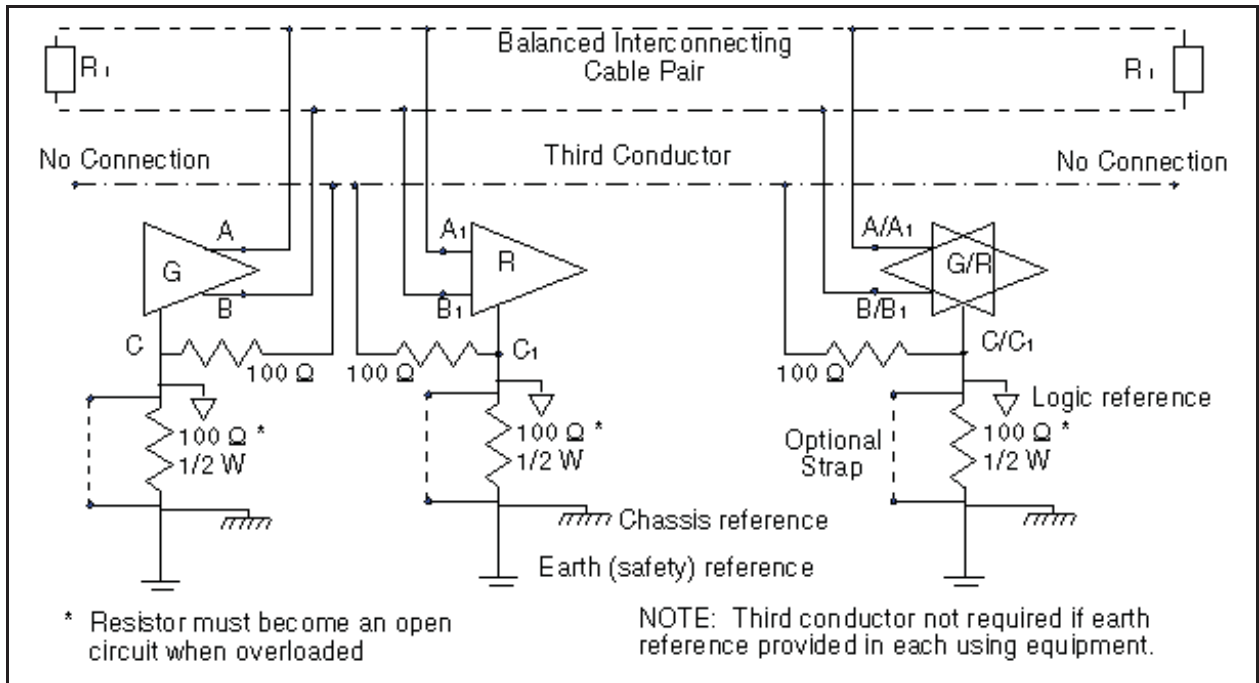 Balanced Interconnecting
Cable Pair
R₁
R₁
No Connection
Third Conductor
No Connection
A
A₁
A/A₁
G
R
G/R
B
B₁
B/B₁
C
C₁
C/C₁
100 Ω
100 Ω
100 Ω
Logic reference
100 Ω *
1/2 W
100 Ω *
1/2 W
Optional
Strap
100 Ω *
1/2 W
Chassis reference
Earth (safety) reference
* Resistor must become an open
circuit when overloaded
NOTE: Third conductor not required if earth
reference provided in each using equipment.